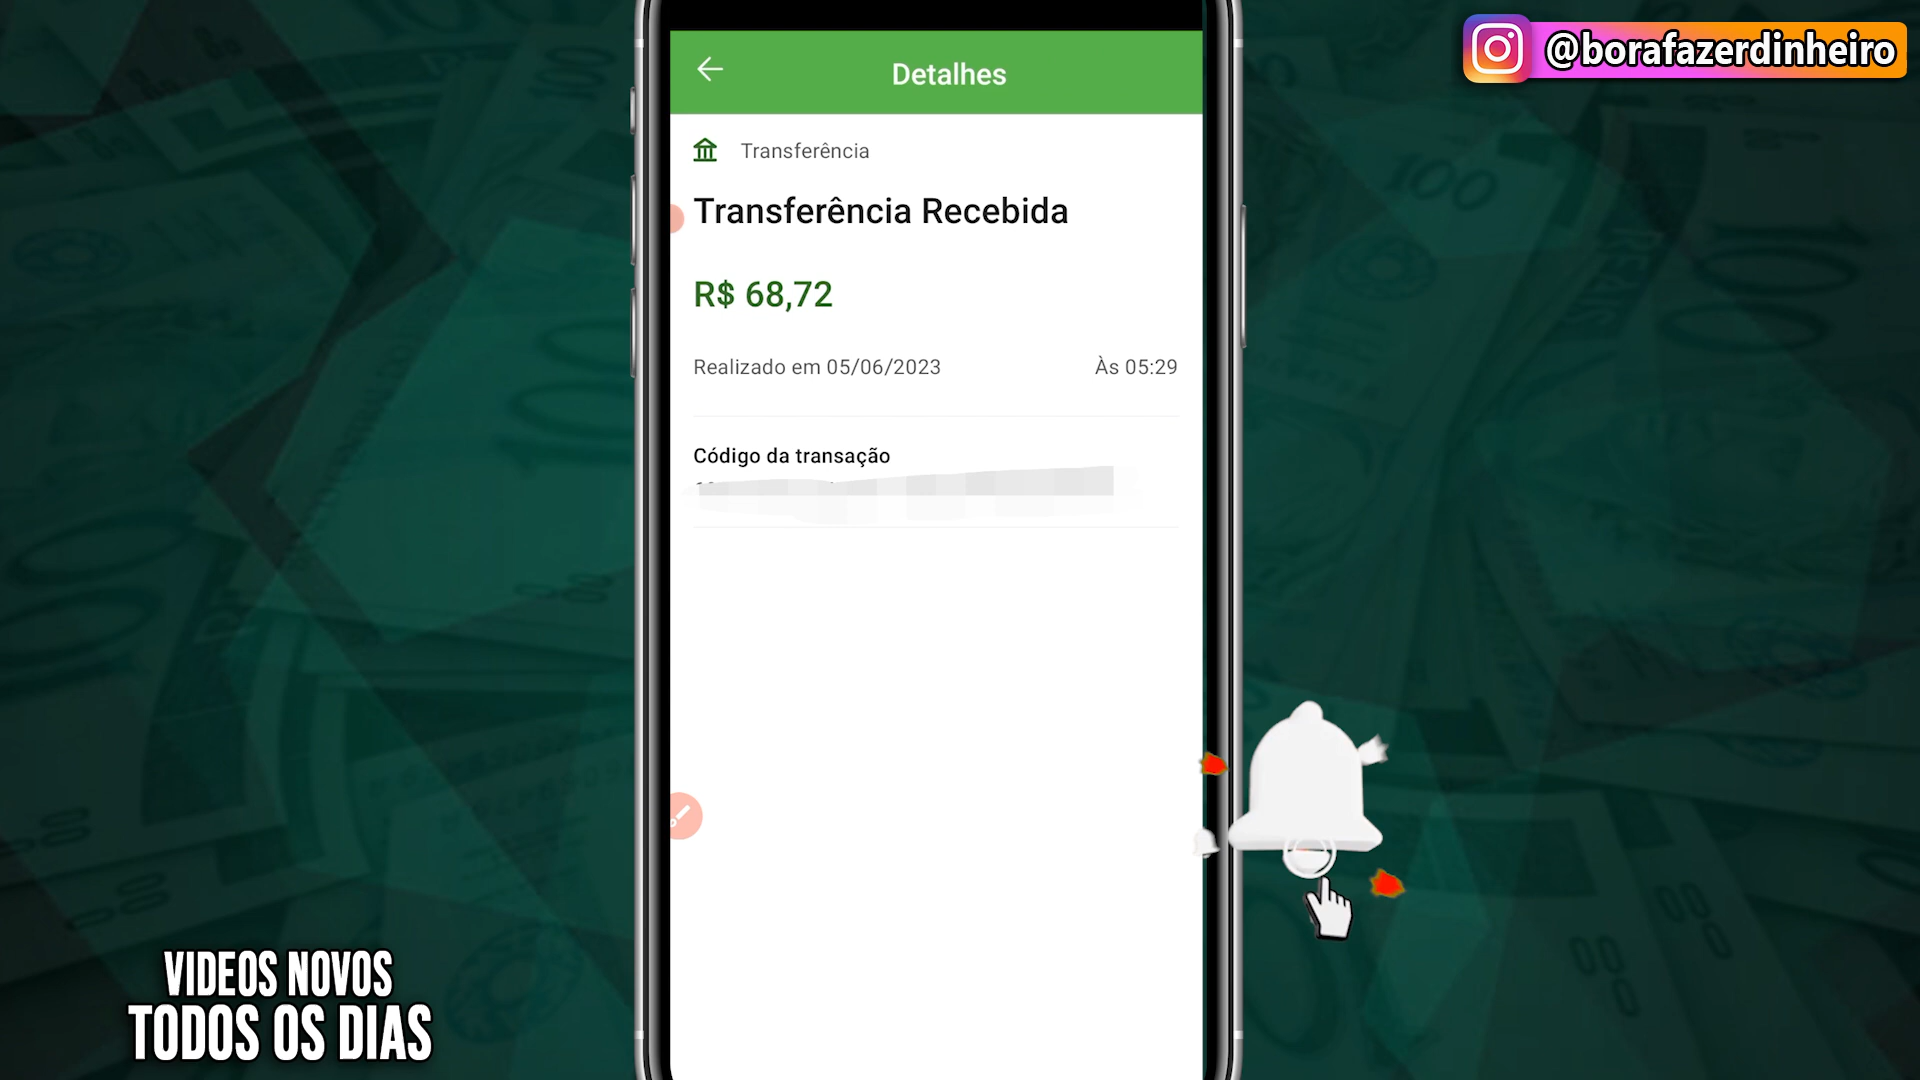 @borafazerdinheiro
Detalhes
Transferência
Transferência Recebida
R$ 68,72
Realizado em 05/06/2023
Às 05:29
Código da transação
VIDEOS NOVOS
TODOS OS DIAS